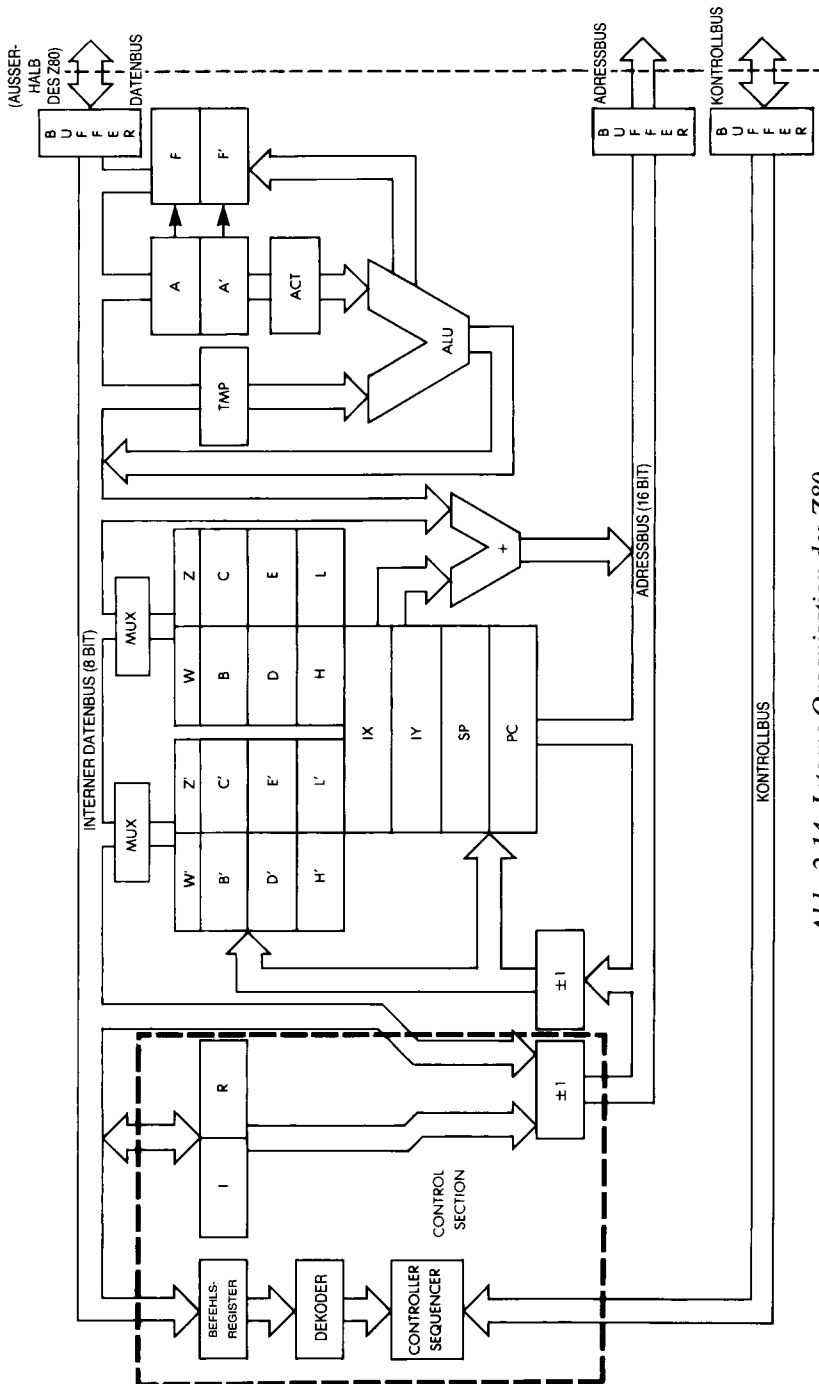 (AUSSER-
HALB
DES Z80)
DATENBUS
BUFFER
INTERNER DATENBUS (8 BIT)
MUX
MUX
W' Z' W Z
B' C' B C
D' E' D E
H' L' H L
IX
IY
SP
PC
TMP
A
A'
F
F'
ACT
ALU
+
I R
BEFEHLS-
REGISTER
DEKODER
CONTROLLER
SEQUENCER
CONTROL
SECTION
±1
±1
ADRESSBUS (16 BIT)
ADRESSBUS
BUFFER
KONTROLLBUS
KONTROLLBUS
BUFFER
Abb. 2.14: Interne Organisation des Z80